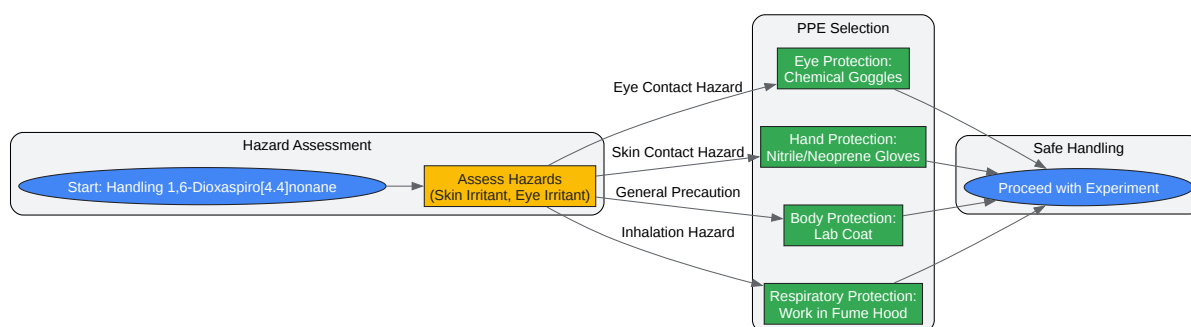 Hazard Assessment
Start: Handling 1,6-Dioxaspiro[4.4]nonane
Assess Hazards
(Skin Irritant, Eye Irritant)
Eye Contact Hazard
Skin Contact Hazard
General Precaution
Inhalation Hazard
PPE Selection
Eye Protection:
Chemical Goggles
Hand Protection:
Nitrile/Neoprene Gloves
Body Protection:
Lab Coat
Respiratory Protection:
Work in Fume Hood
Safe Handling
Proceed with Experiment